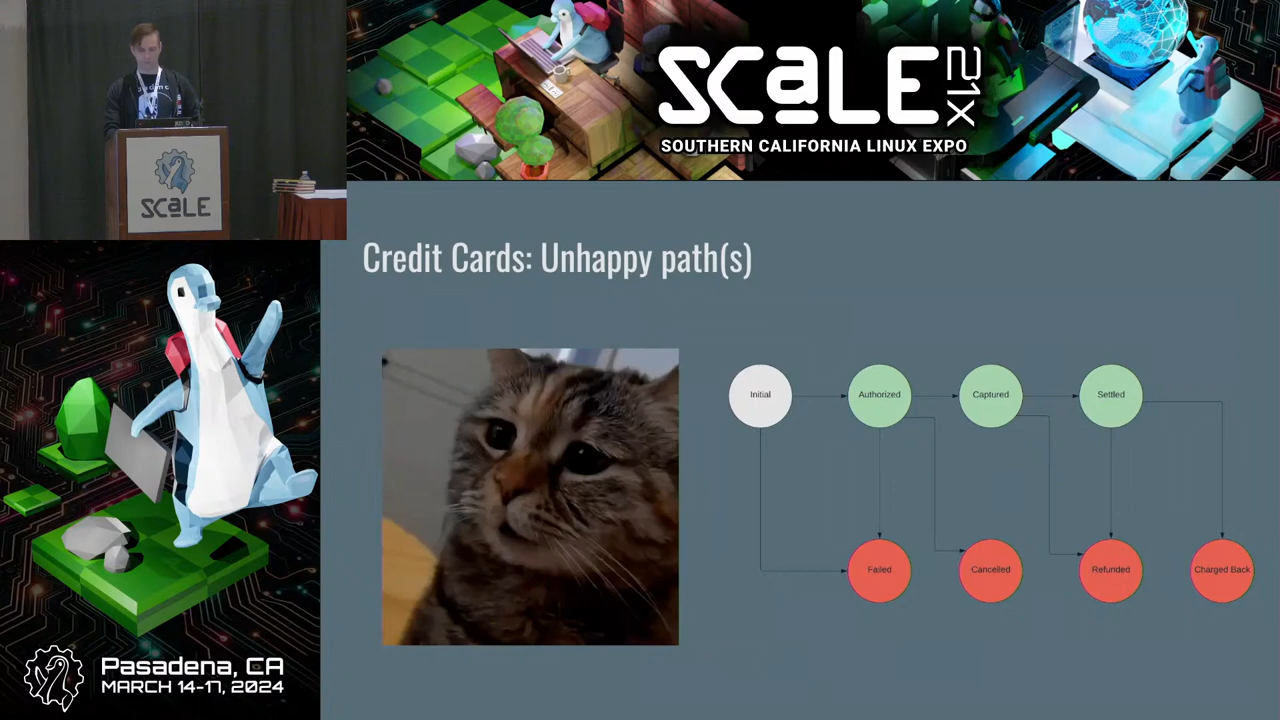 SCaLE 21X
SOUTHERN CALIFORNIA LINUX EXPO
SCaLE
Credit Cards: Unhappy path(s)
Initial
Authorized
Captured
Settled
Failed
Cancelled
Refunded
Charged Back
Pasadena, CA
MARCH 14-17, 2024